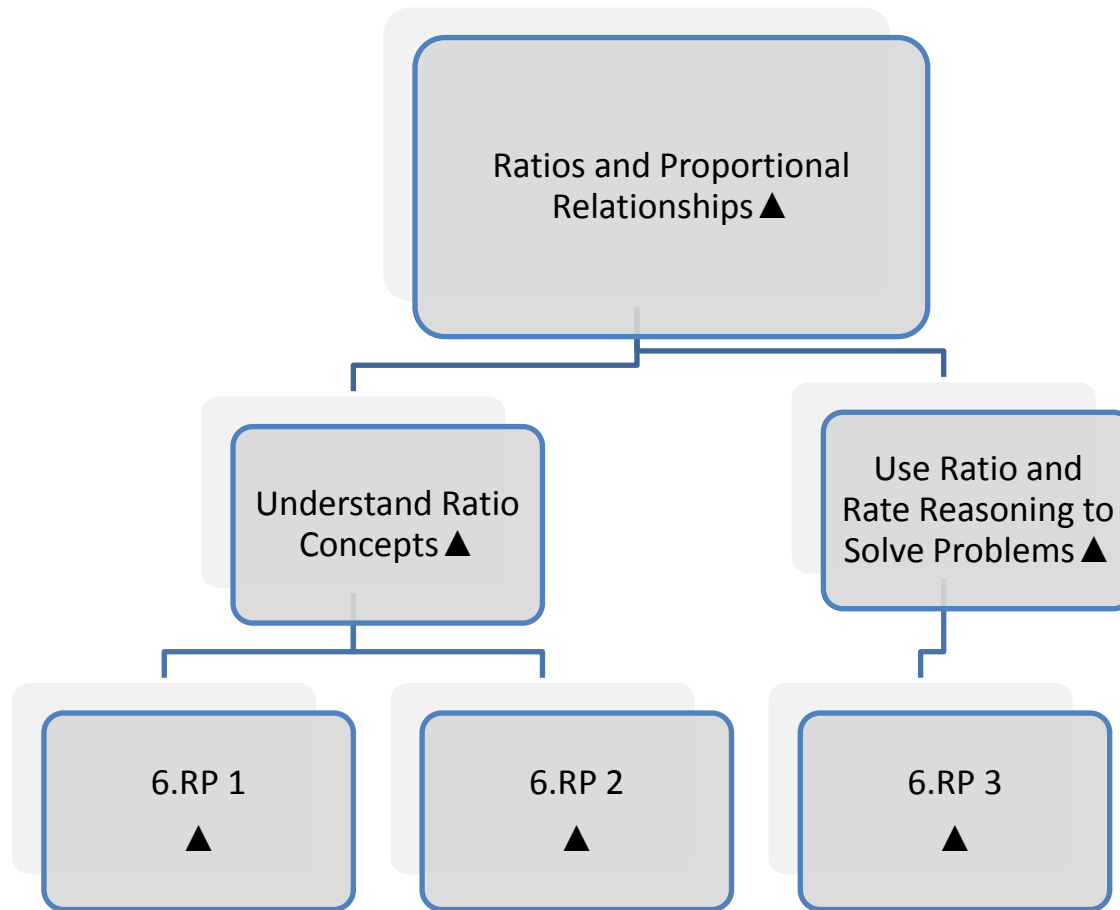 Ratios and Proportional
Relationships▲
Understand Ratio
Concepts▲
Use Ratio and
Rate Reasoning to
Solve Problems▲
6.RP 1
▲
6.RP 2
▲
6.RP 3
▲